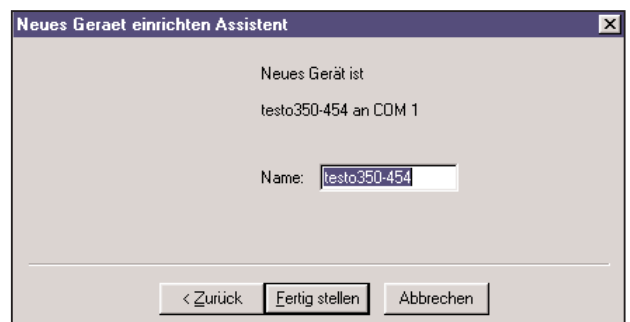 Neues Geraet einrichten Assistent
Neues Gerät ist
testo350-454 an COM 1
Name: testo350-454
< Zurück Fertig stellen Abbrechen